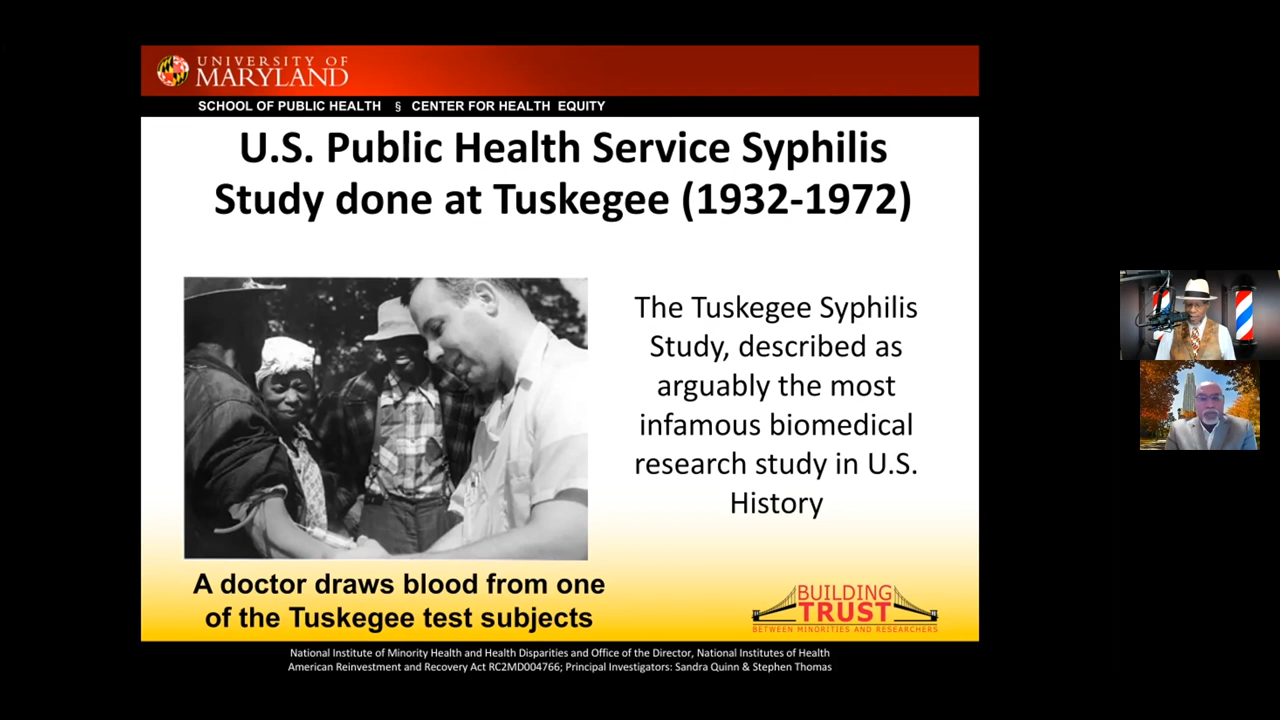 UNIVERSITY OF
MARYLAND
SCHOOL OF PUBLIC HEALTH § CENTER FOR HEALTH EQUITY
U.S. Public Health Service Syphilis
Study done at Tuskegee (1932-1972)
The Tuskegee Syphilis
Study, described as
arguably the most
infamous biomedical
research study in U.S.
History
A doctor draws blood from one
of the Tuskegee test subjects
BUILDING
TRUST
BETWEEN MINORITIES AND RESEARCHERS
National Institute of Minority Health and Health Disparities and Office of the Director, National Institutes of Health
American Reinvestment and Recovery Act RC2MD004766; Principal Investigators: Sandra Quinn & Stephen Thomas